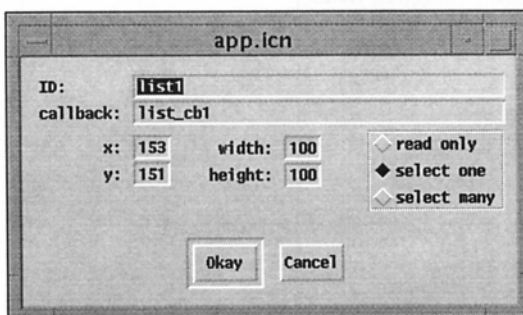 app.icn
ID: list1
callback: list_cb1
x: 153 width: 100 read only
y: 151 height: 100 select one
select many
Okay Cancel